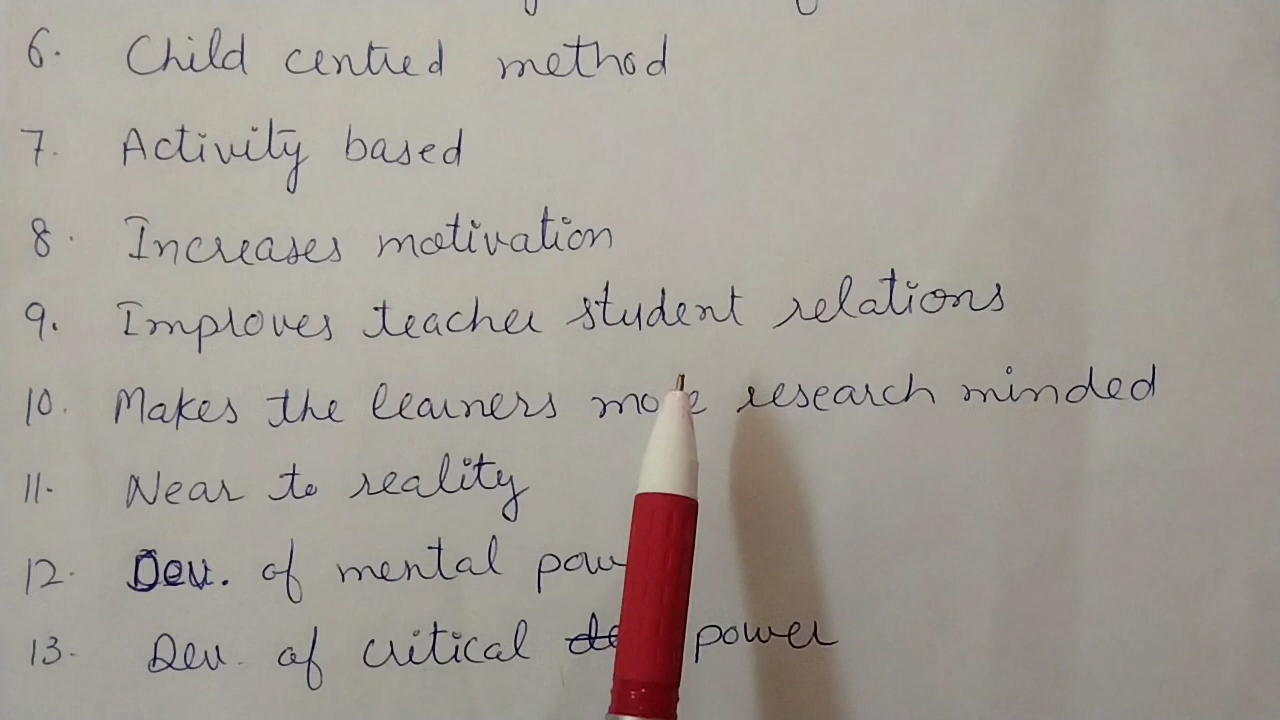 6. Child centred method
7. Activity based
8. Increases motivation
9. Improves teacher student relations
10. Makes the learners more research minded
11. Near to reality
12. Dev. of mental
13. Dev. of critical power